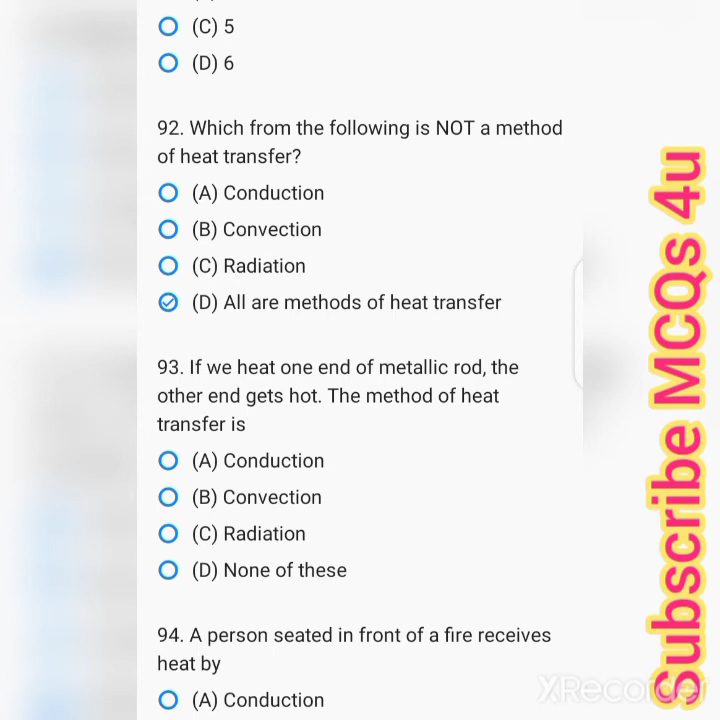 (C) 5
(D) 6
92. Which from the following is NOT a method
of heat transfer?
(A) Conduction
(B) Convection
(C) Radiation
(D) All are methods of heat transfer
93. If we heat one end of metallic rod, the
other end gets hot. The method of heat
transfer is
(A) Conduction
(B) Convection
(C) Radiation
(D) None of these
94. A person seated in front of a fire receives
heat by
(A) Conduction
Subscribe MCQs 4u
XRecorder